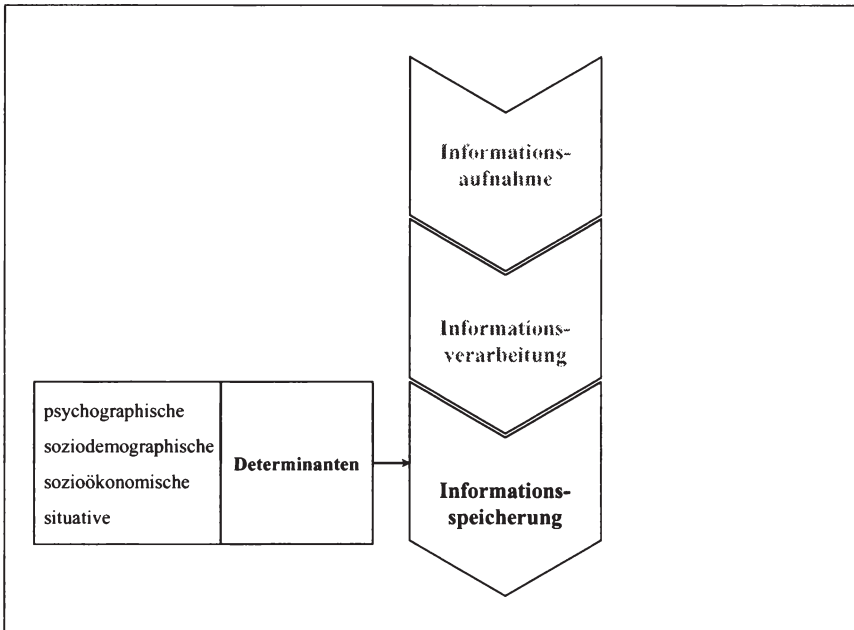 Informations-
aufnahme
Informations-
verarbeitung
psychographische
soziodemographische
sozioökonomische
situative
Determinanten
Informations-
speicherung